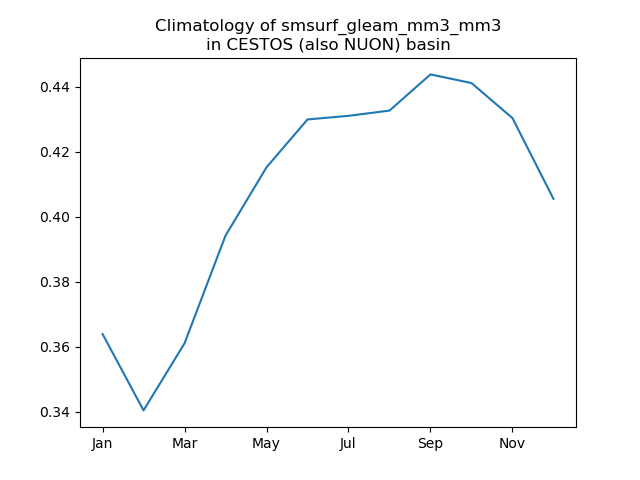 Climatology of smsurf_gleam_mm3_mm3
in CESTOS (also NUON) basin
0.44
0.42
0.40
0.38
0.36
0.34
Jan Mar May Jul Sep Nov